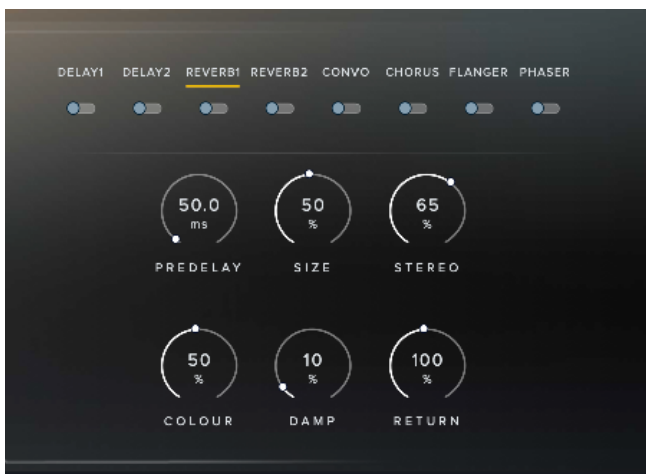 DELAY1 DELAY2 REVERB1 REVERB2 CONVO CHORUS FLANGER PHASER
50.0 50 65
ms % %
PREDELAY SIZE STEREO
50 10 100
% % %
COLOUR DAMP RETURN